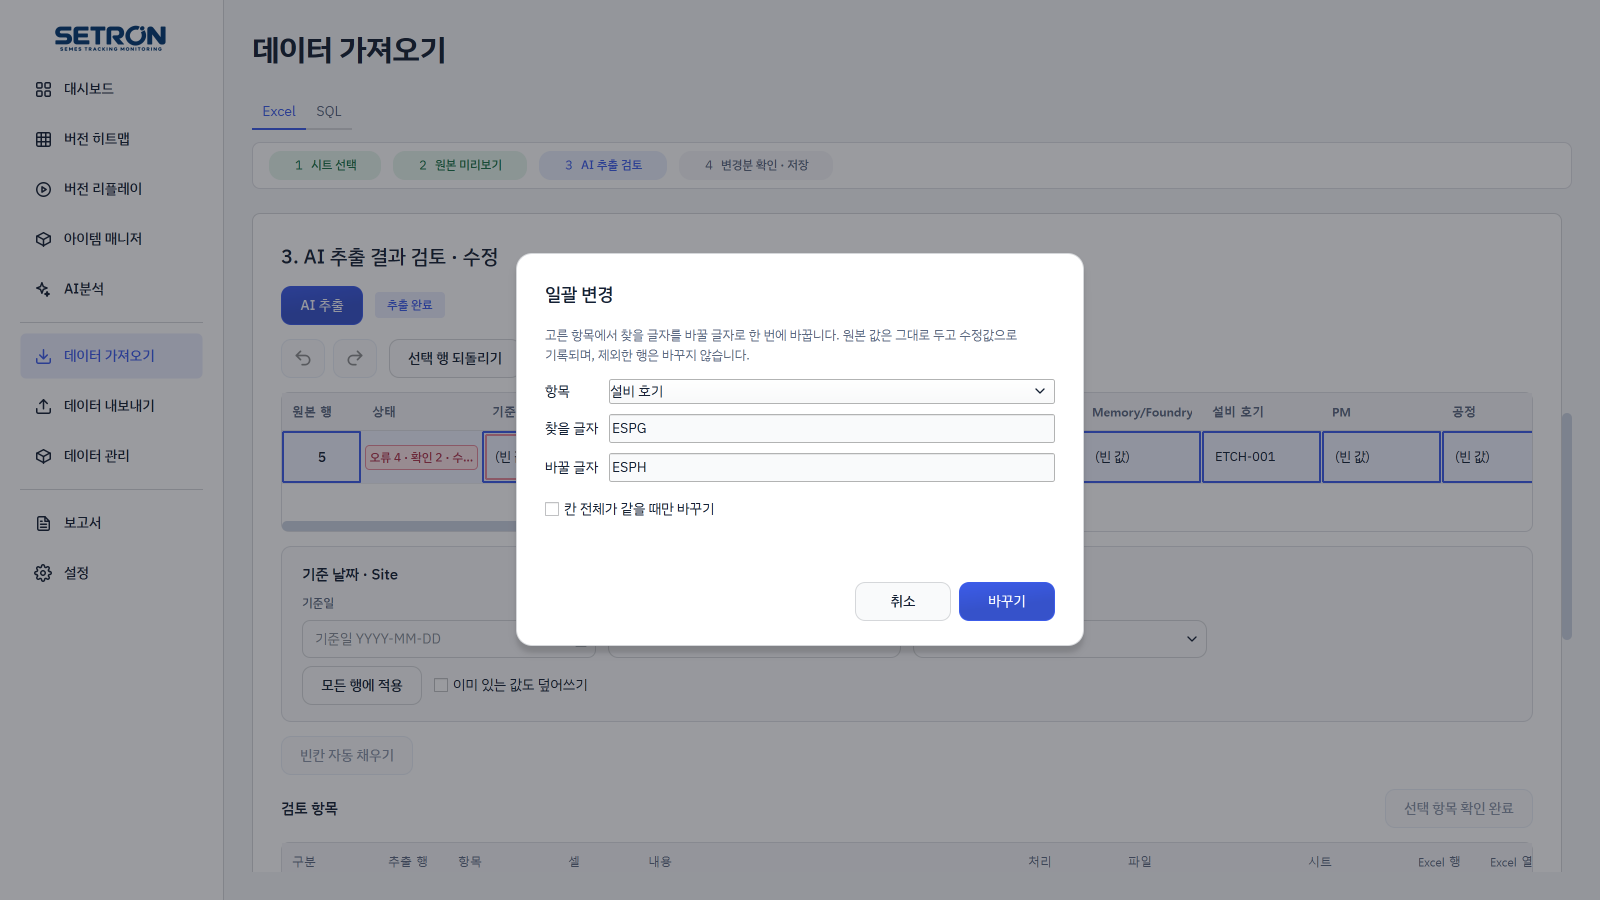 SETRON
SEMES TRACKING MONITORING
대시보드
버전 히트맵
버전 리플레이
아이템 매니저
AI분석
데이터 가져오기
데이터 내보내기
데이터 관리
보고서
설정
데이터 가져오기
Excel SQL
1 시트 선택 2 원본 미리보기 3 AI 추출 검토 4 변경분 확인 · 저장
3. AI 추출 결과 검토 · 수정
AI 추출 추출 완료
선택 행 되돌리기
원본 행 상태 기준 Memory/Foundry 설비 호기 PM 공정
5 오류 4 · 확인 2 · 수... (빈 (빈 값) ETCH-001 (빈 값) (빈 값)
일괄 변경
고른 항목에서 찾을 글자를 바꿀 글자로 한 번에 바꿉니다. 원본 값은 그대로 두고 수정값으로
기록되며, 제외한 행은 바꾸지 않습니다.
항목 설비 호기
찾을 글자 ESPG
바꿀 글자 ESPH
칸 전체가 같을 때만 바꾸기
취소 바꾸기
기준 날짜 · Site
기준일
기준일 YYYY-MM-DD
모든 행에 적용 이미 있는 값도 덮어쓰기
빈칸 자동 채우기
검토 항목 선택 항목 확인 완료
구분 추출 행 항목 셀 내용 처리 파일 시트 Excel 행 Excel 열